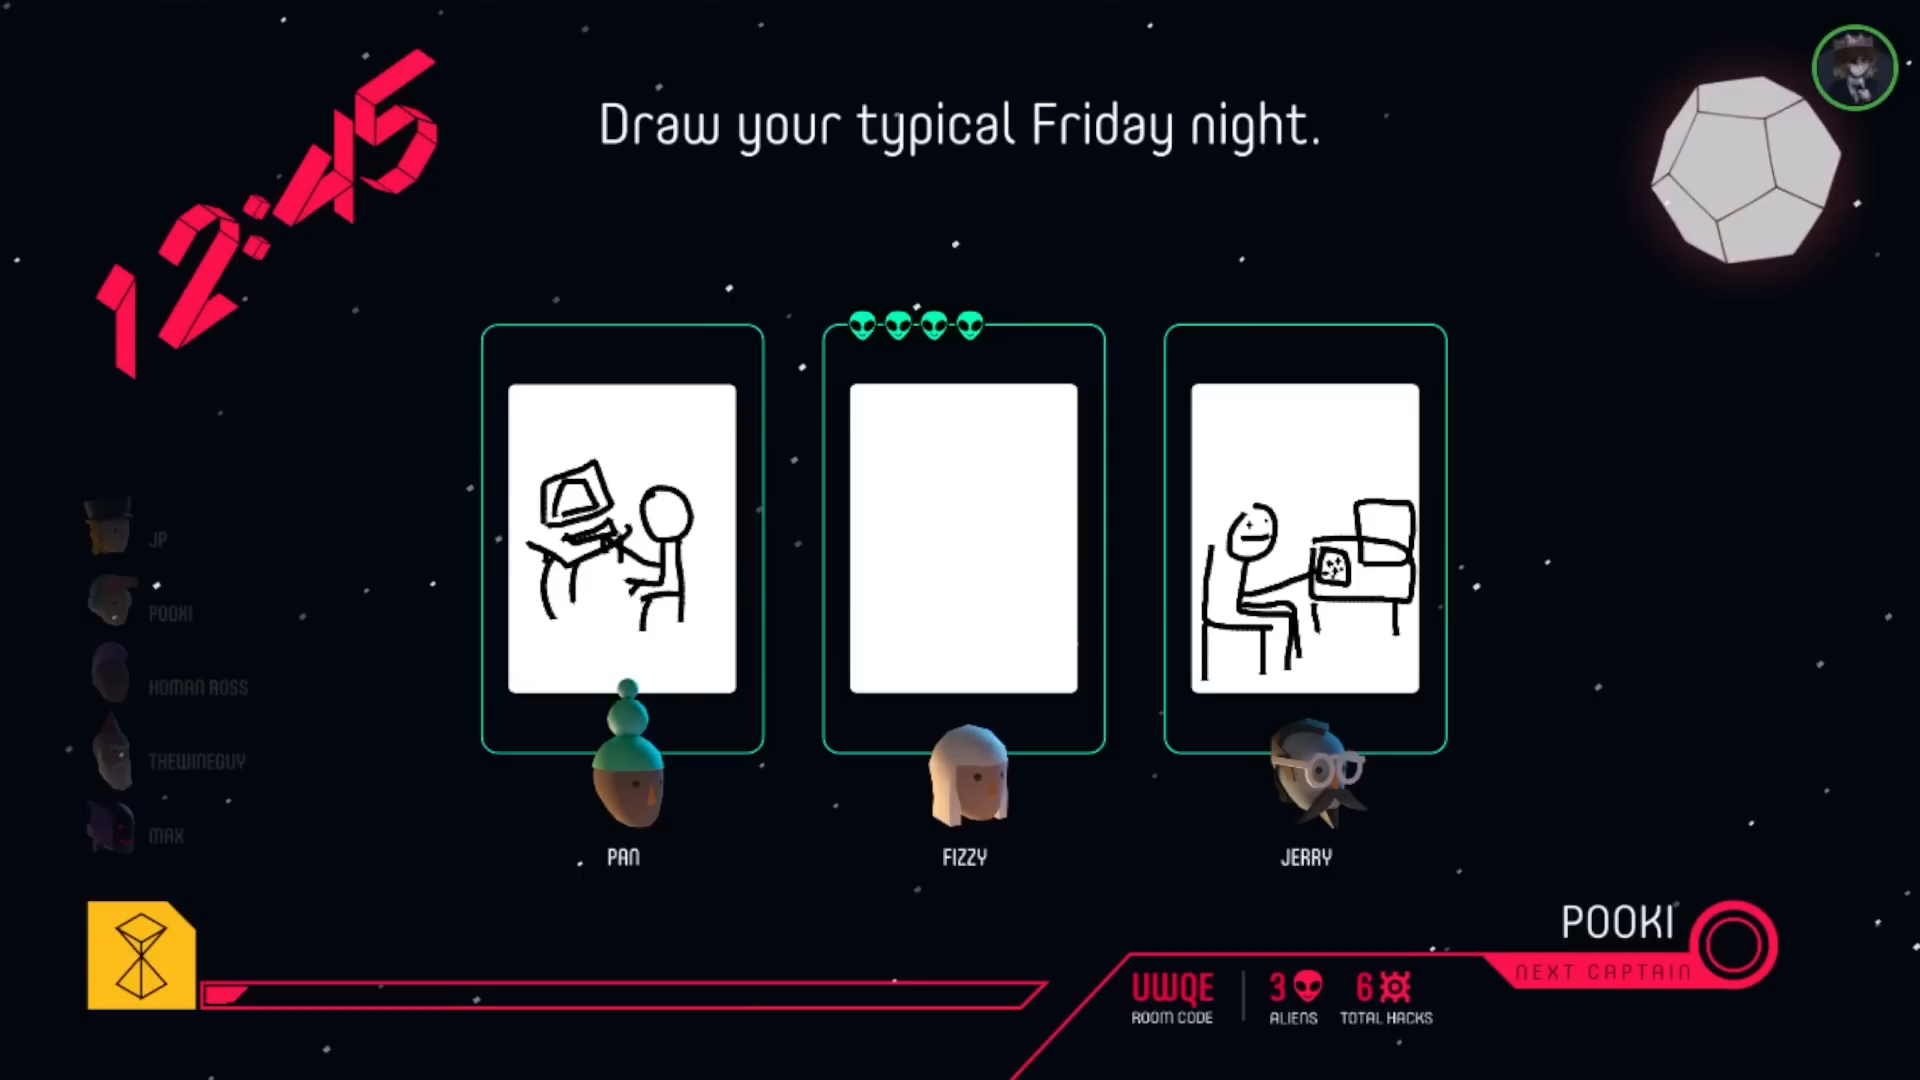 12:45
Draw your typical Friday night.
JP
POOKI
HOMAN ROSS
THEWINEGUY
MAX
PAN
FIZZY
JERRY
POOKI
NEXT CAPTAIN
UWQE
ROOM CODE
3
ALIENS
6
TOTAL HACKS